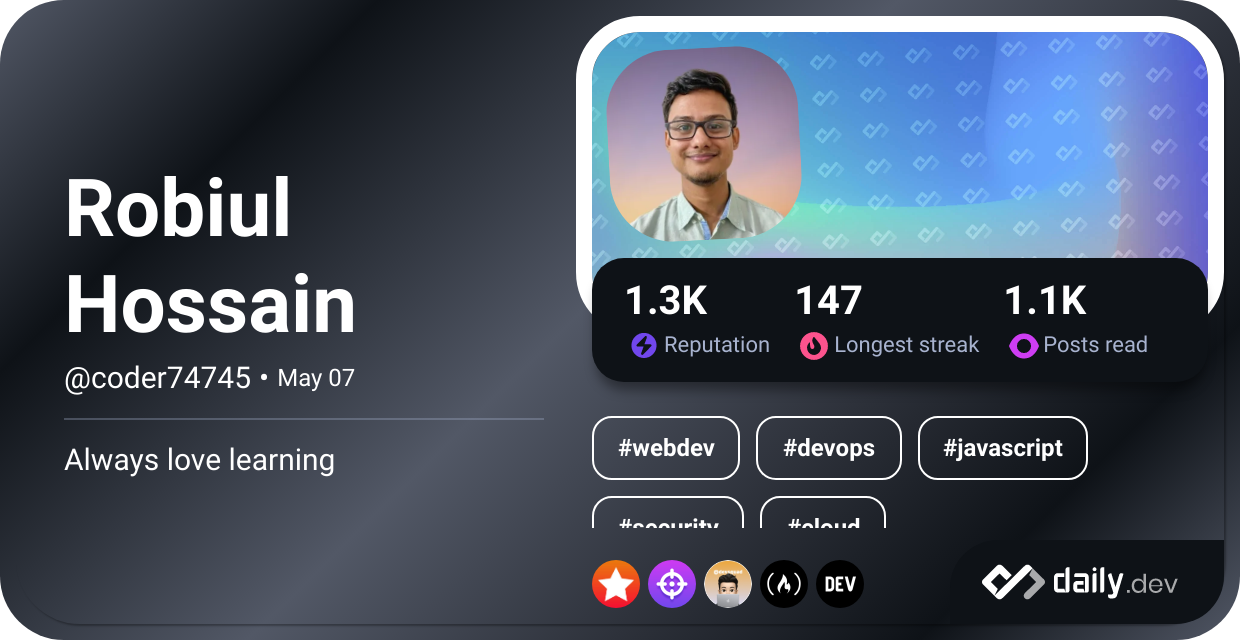 Robiul
Hossain
@coder74745 • May 07
Always love learning
1.3K 147 1.1K
Reputation Longest streak Posts read
#webdev #devops #javascript
#security #cloud
DEV
daily.dev